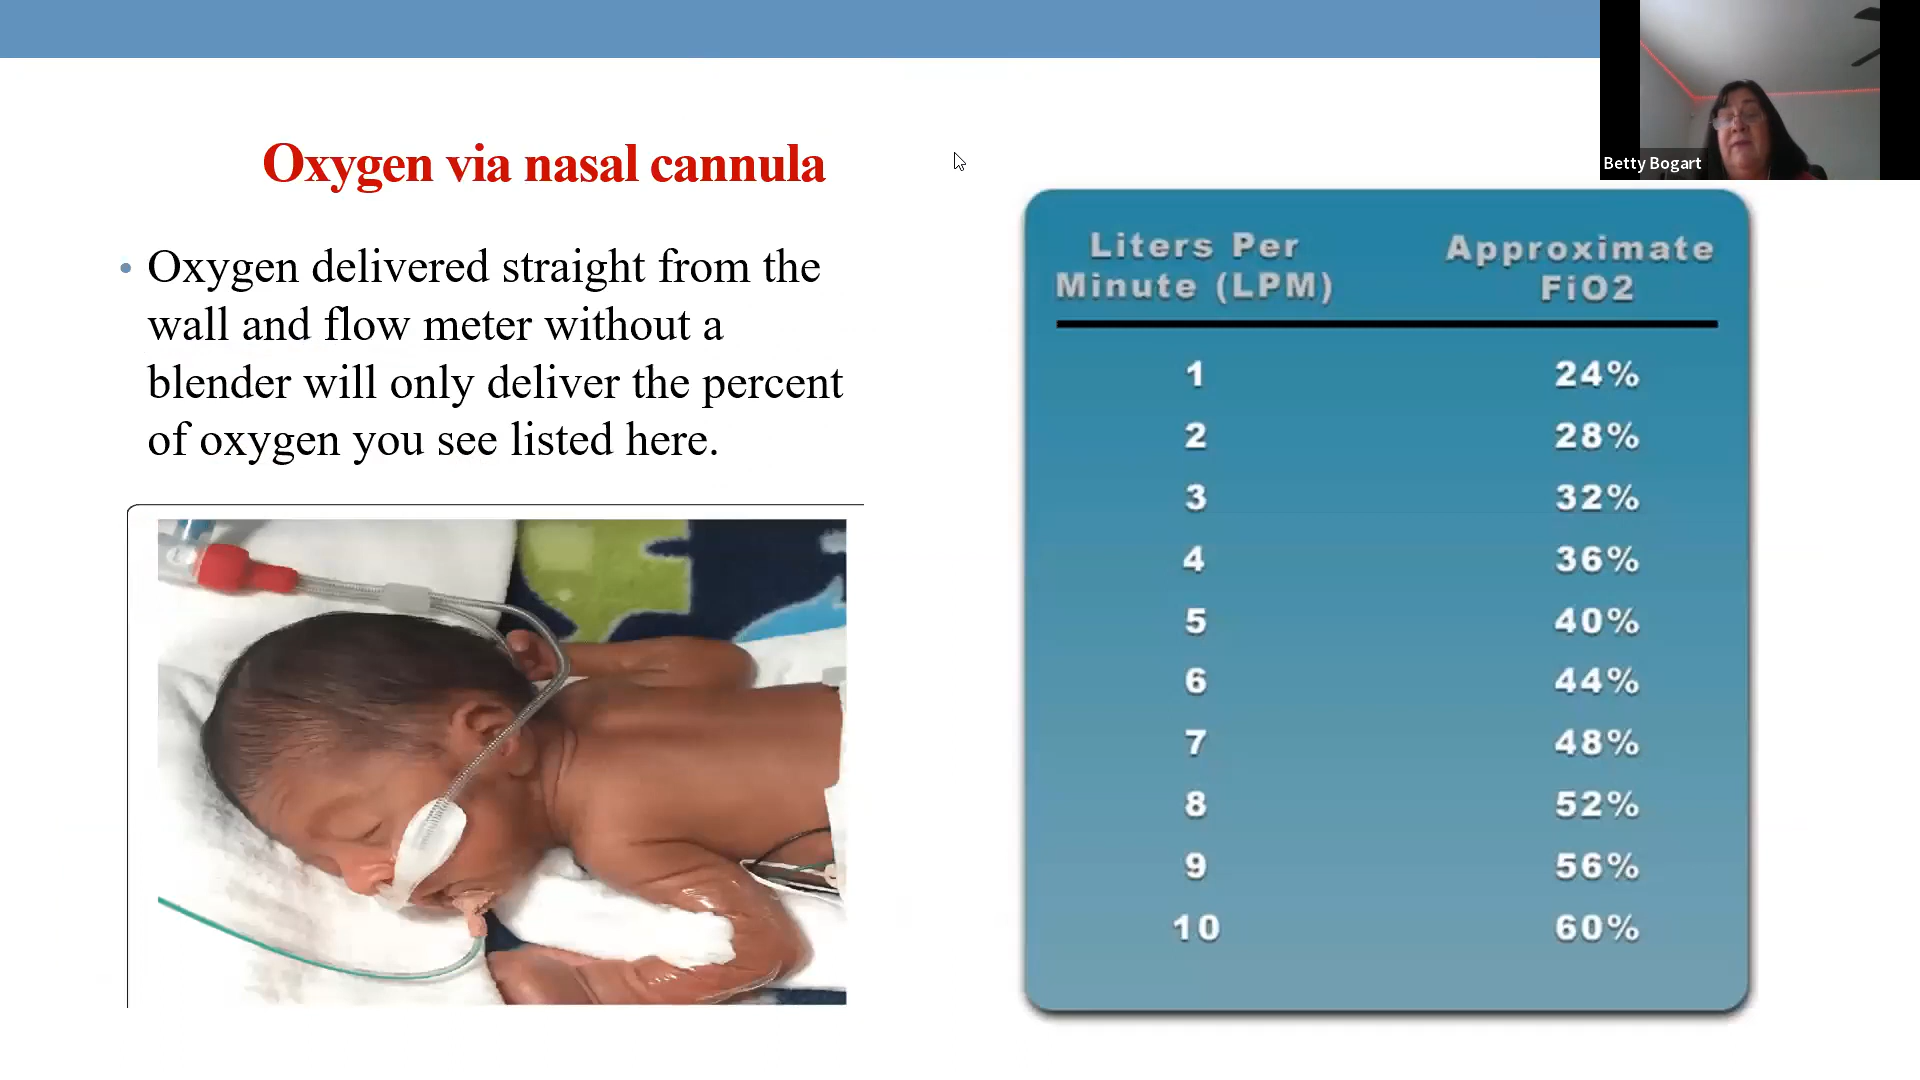 Betty Bogart
Oxygen via nasal cannula
• Oxygen delivered straight from the
wall and flow meter without a
blender will only deliver the percent
of oxygen you see listed here.
Liters Per
Minute (LPM)
Approximate
FiO2
1 24%
2 28%
3 32%
4 36%
5 40%
6 44%
7 48%
8 52%
9 56%
10 60%